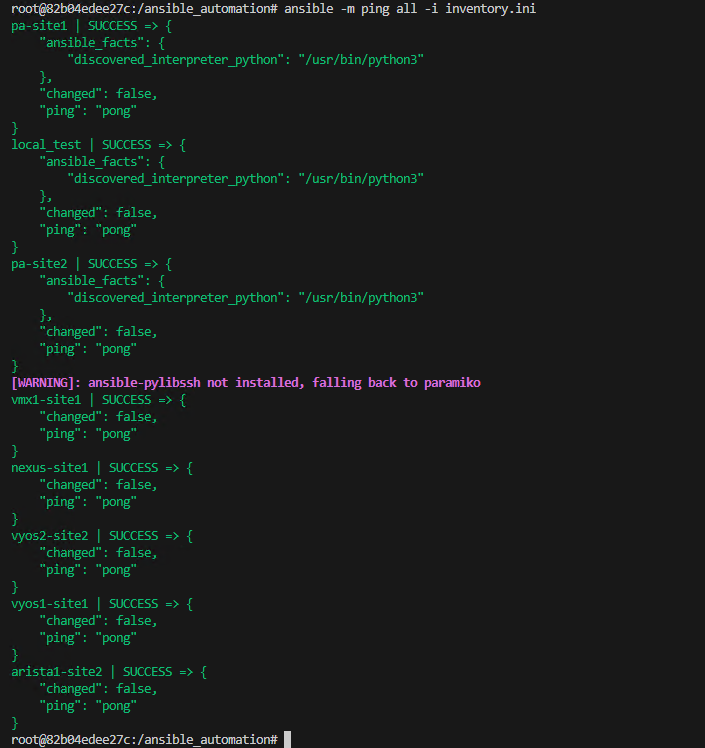 root@82b04edee27c:/ansible_automation# ansible -m ping all -i inventory.ini
pa-site1 | SUCCESS => {
    "ansible_facts": {
        "discovered_interpreter_python": "/usr/bin/python3"
    },
    "changed": false,
    "ping": "pong"
}
local_test | SUCCESS => {
    "ansible_facts": {
        "discovered_interpreter_python": "/usr/bin/python3"
    },
    "changed": false,
    "ping": "pong"
}
pa-site2 | SUCCESS => {
    "ansible_facts": {
        "discovered_interpreter_python": "/usr/bin/python3"
    },
    "changed": false,
    "ping": "pong"
}
[WARNING]: ansible-pylibssh not installed, falling back to paramiko
vmx1-site1 | SUCCESS => {
    "changed": false,
    "ping": "pong"
}
nexus-site1 | SUCCESS => {
    "changed": false,
    "ping": "pong"
}
vyos2-site2 | SUCCESS => {
    "changed": false,
    "ping": "pong"
}
vyos1-site1 | SUCCESS => {
    "changed": false,
    "ping": "pong"
}
arista1-site2 | SUCCESS => {
    "changed": false,
    "ping": "pong"
}
root@82b04edee27c:/ansible_automation#